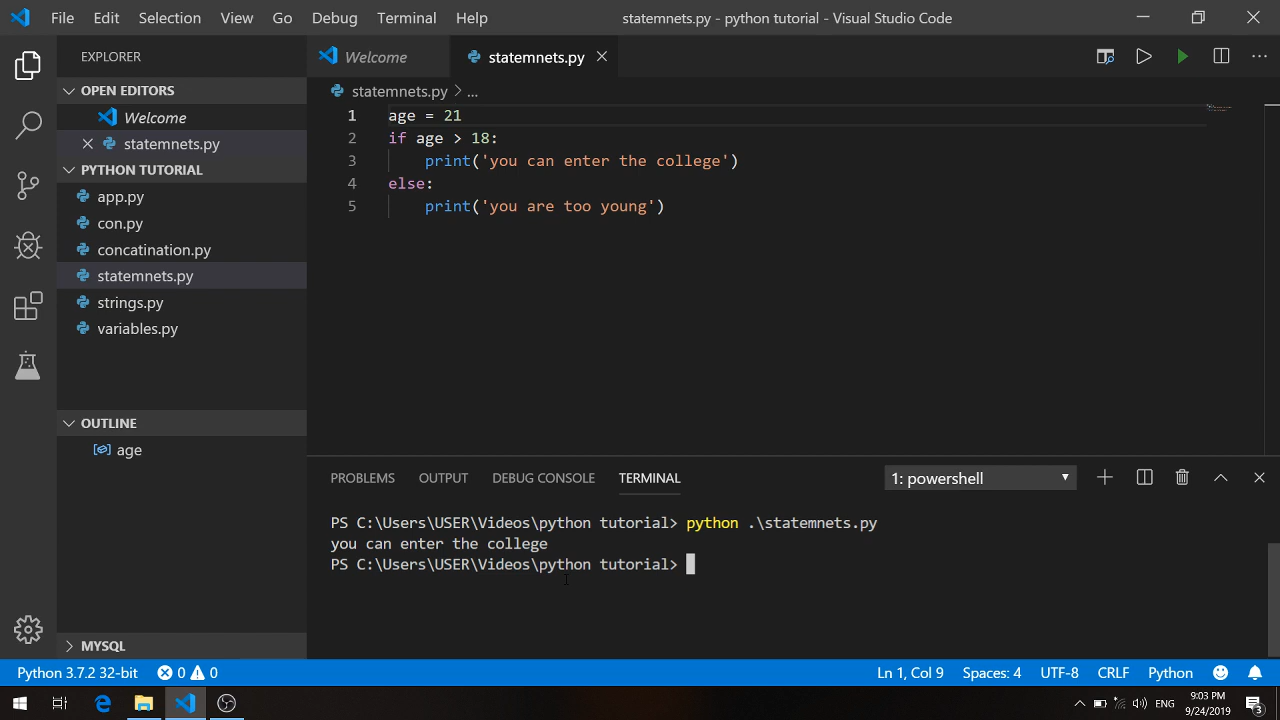 File Edit Selection View Go Debug Terminal Help statemnets.py - python tutorial - Visual Studio Code
EXPLORER
OPEN EDITORS
Welcome
statemnets.py
PYTHON TUTORIAL
app.py
con.py
concatination.py
statemnets.py
strings.py
variables.py
OUTLINE
age
MYSQL
Welcome statemnets.py
statemnets.py > ...
1 age = 21
2 if age > 18:
3 print('you can enter the college')
4 else:
5 print('you are too young')
PROBLEMS OUTPUT DEBUG CONSOLE TERMINAL 1: powershell
PS C:\Users\USER\Videos\python tutorial> python .\statemnets.py
you can enter the college
PS C:\Users\USER\Videos\python tutorial>
Python 3.7.2 32-bit 0 0 Ln 1, Col 9 Spaces: 4 UTF-8 CRLF Python
ENG 9:03 PM
9/24/2019 3